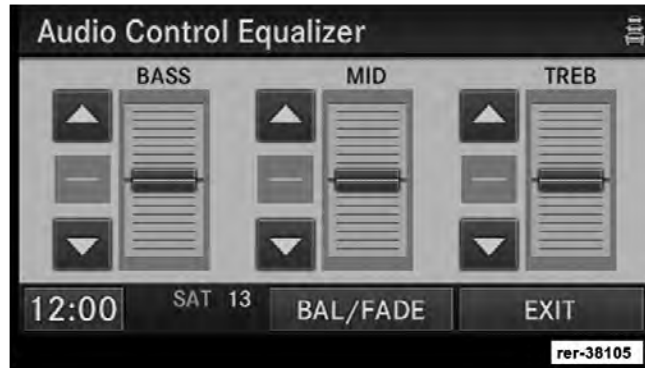 Audio Control Equalizer
BASS MID TREB
12:00 SAT 13 BAL/FADE EXIT
rer-38105